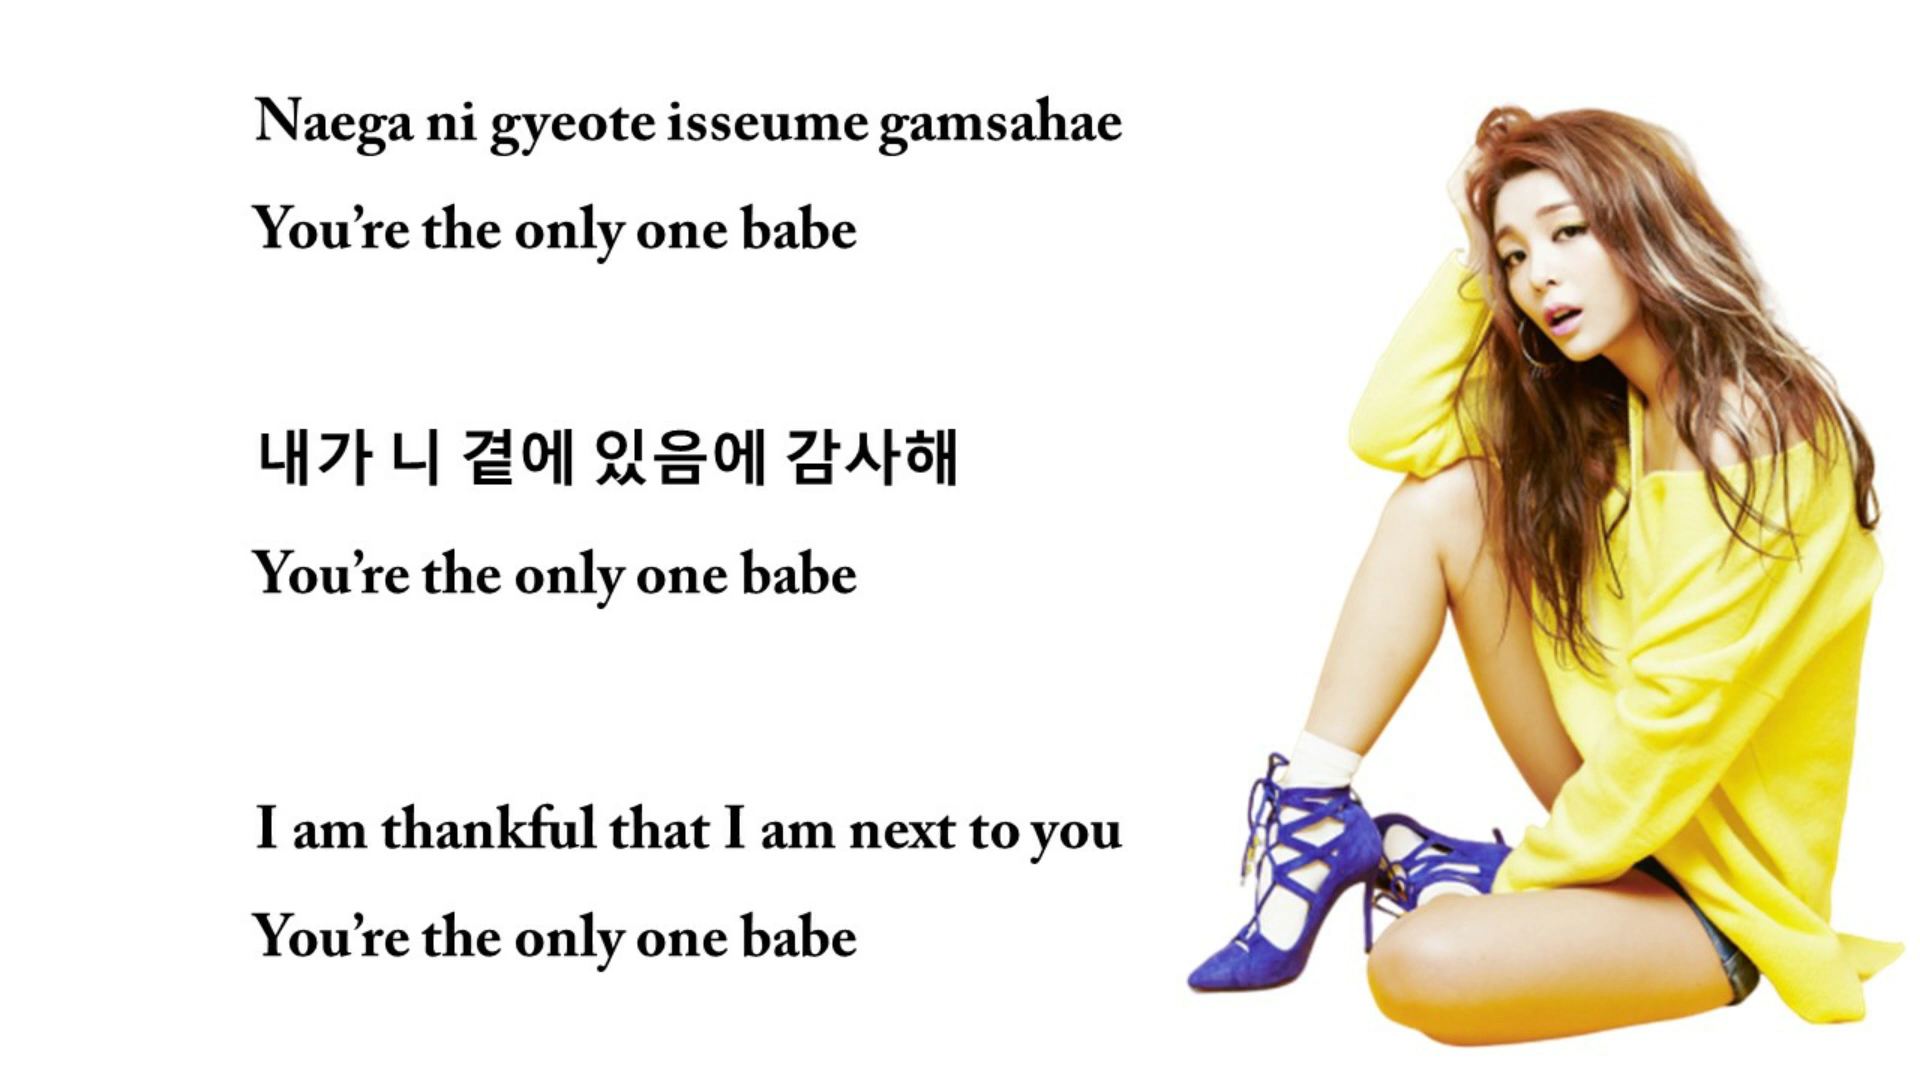 Naega ni gyeote isseume gamsahae
You’re the only one babe
내가 니 곁에 있음에 감사해
You’re the only one babe
I am thankful that I am next to you
You’re the only one babe